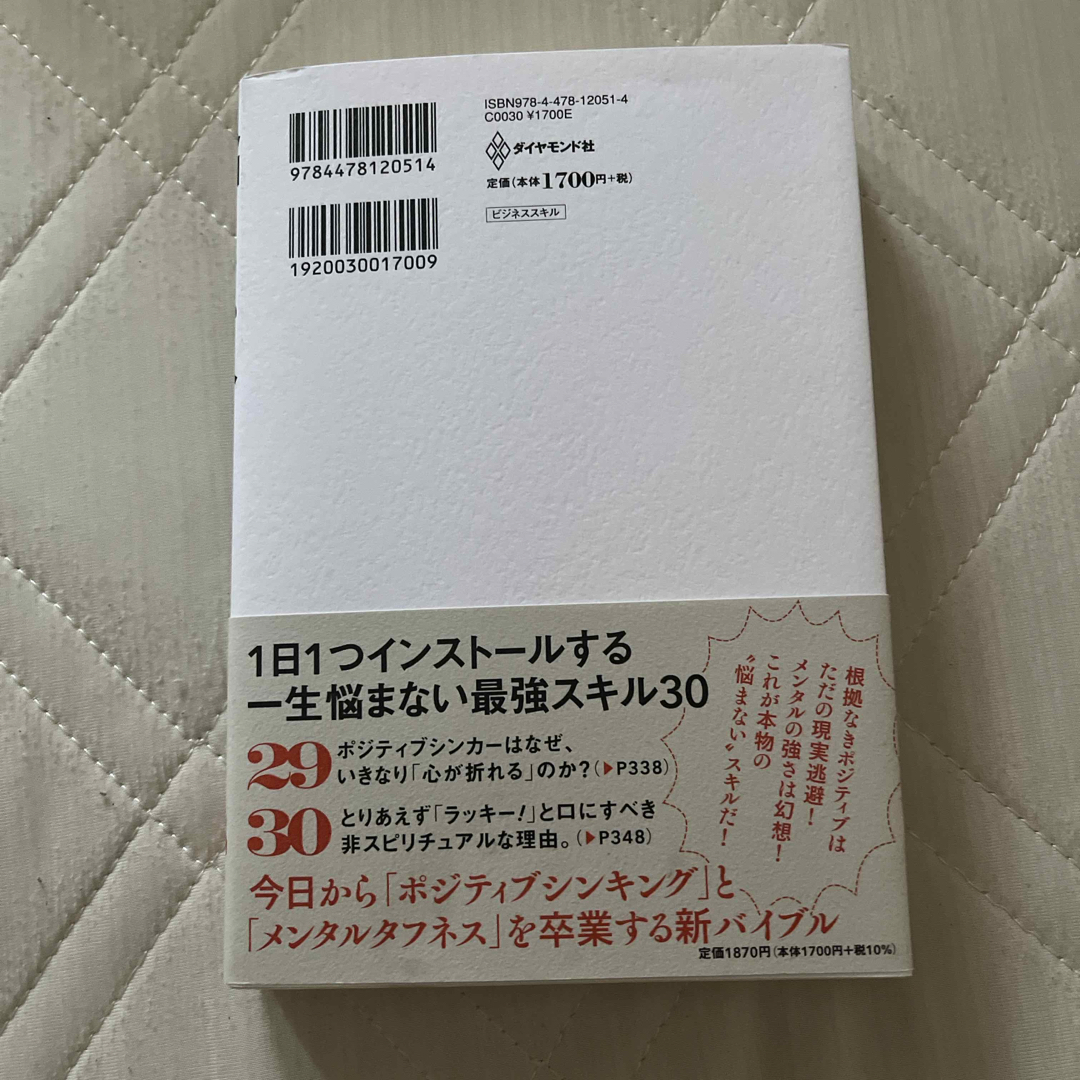 9784478120514
1920030017009
ISBN978-4-478-12051-4
C0030 ¥1700E
ダイヤモンド社
定価(本体1700円+税)
ビジネススキル
1日1つインストールする
一生悩まない最強スキル30
29 ポジティブシンカーはなぜ、
いきなり「心が折れる」のか?(▶P338)
30 とりあえず「ラッキー!」と口にすべき
非スピリチュアルな理由。(▶P348)
根拠なきポジティブは
ただの現実逃避!
メンタルの強さは幻想!
これが本物の
〝悩まない〟スキルだ!
今日から「ポジティブシンキング」と
「メンタルタフネス」を卒業する新バイブル
定価1870円(本体1700円+税10%)